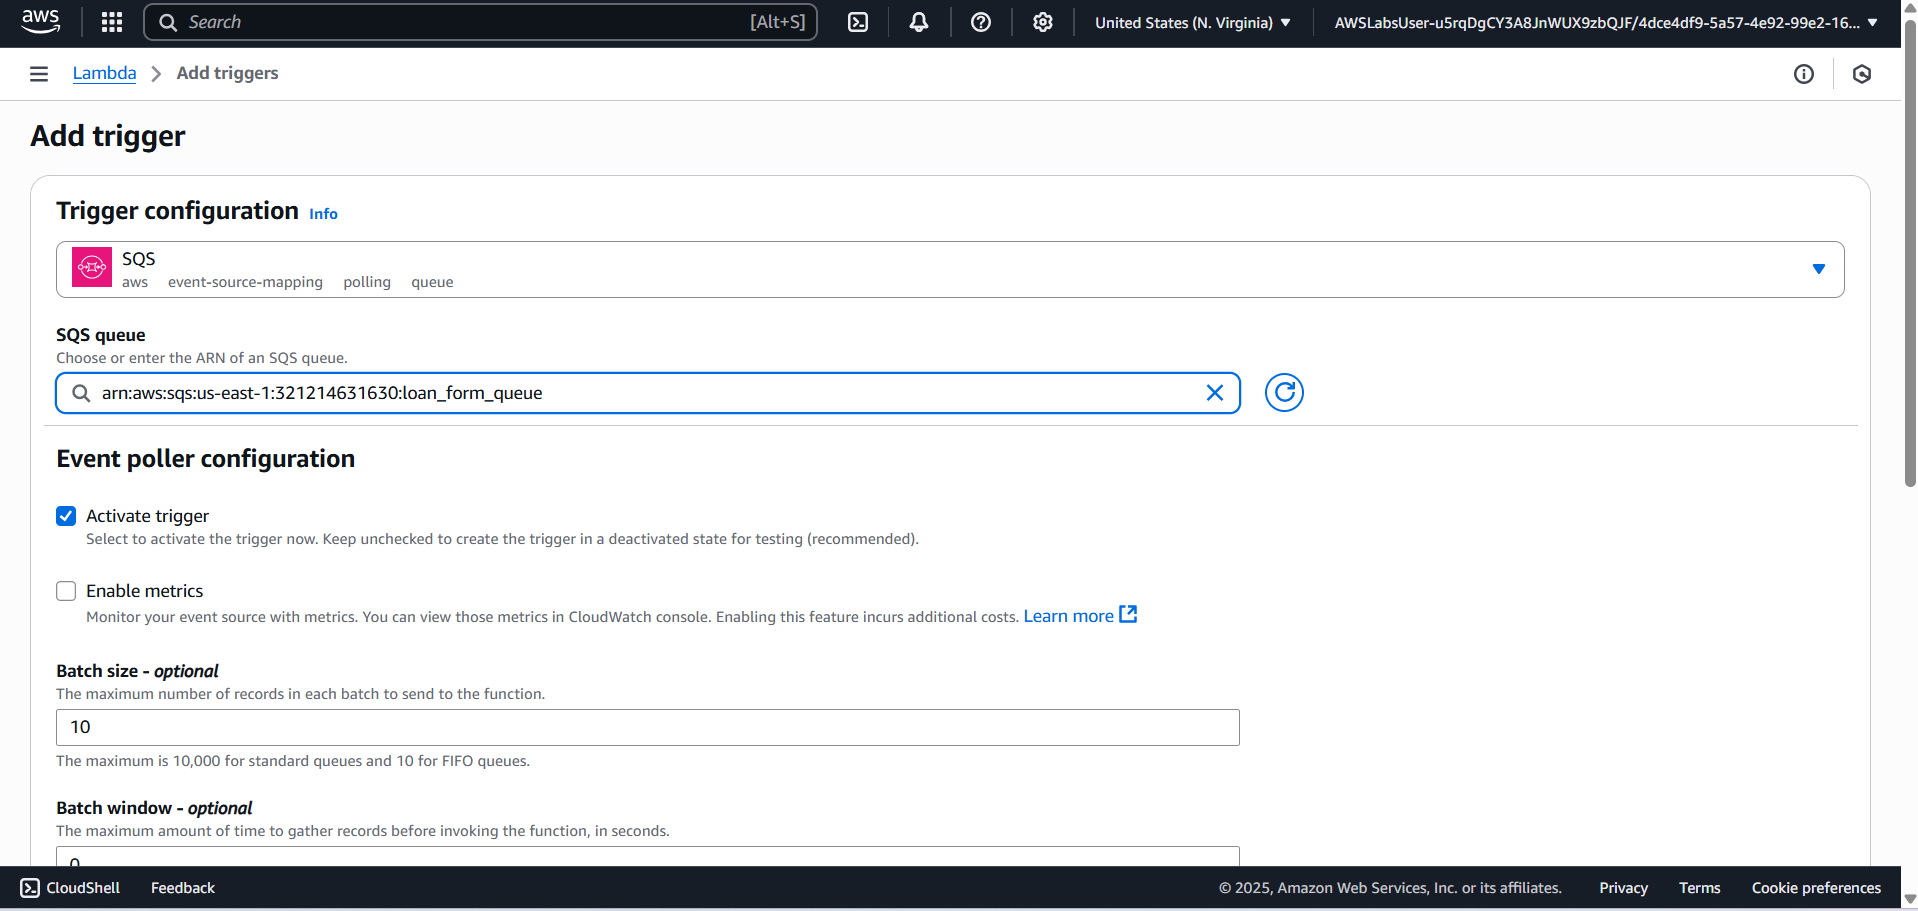 aws
Search [Alt+S]
United States (N. Virginia)
AWSLabsUser-u5rqDgCY3A8JnWUX9zbQJF/4dce4df9-5a57-4e92-99e2-16...
Lambda
Add triggers
Add trigger
Trigger configuration Info
SQS
aws event-source-mapping polling queue
SQS queue
Choose or enter the ARN of an SQS queue.
arn:aws:sqs:us-east-1:321214631630:loan_form_queue
Event poller configuration
Activate trigger
Select to activate the trigger now. Keep unchecked to create the trigger in a deactivated state for testing (recommended).
Enable metrics
Monitor your event source with metrics. You can view those metrics in CloudWatch console. Enabling this feature incurs additional costs. Learn more
Batch size - optional
The maximum number of records in each batch to send to the function.
10
The maximum is 10,000 for standard queues and 10 for FIFO queues.
Batch window - optional
The maximum amount of time to gather records before invoking the function, in seconds.
0
CloudShell Feedback © 2025, Amazon Web Services, Inc. or its affiliates. Privacy Terms Cookie preferences